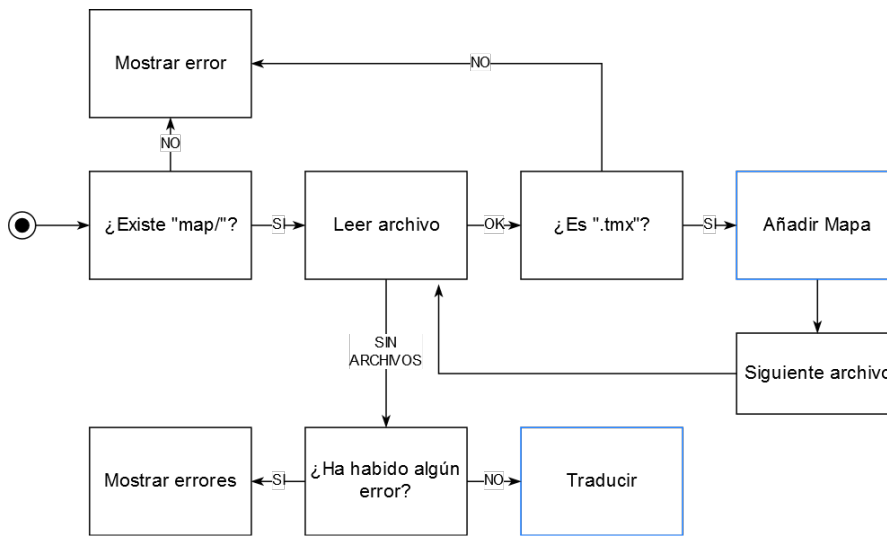 Mostrar error
NO
NO
¿Existe "map/"?
SI
Leer archivo
OK
¿Es ".tmx"?
SI
Añadir Mapa
SIN
ARCHIVOS
Siguiente archivo
Mostrar errores
SI
¿Ha habido algún
error?
NO
Traducir